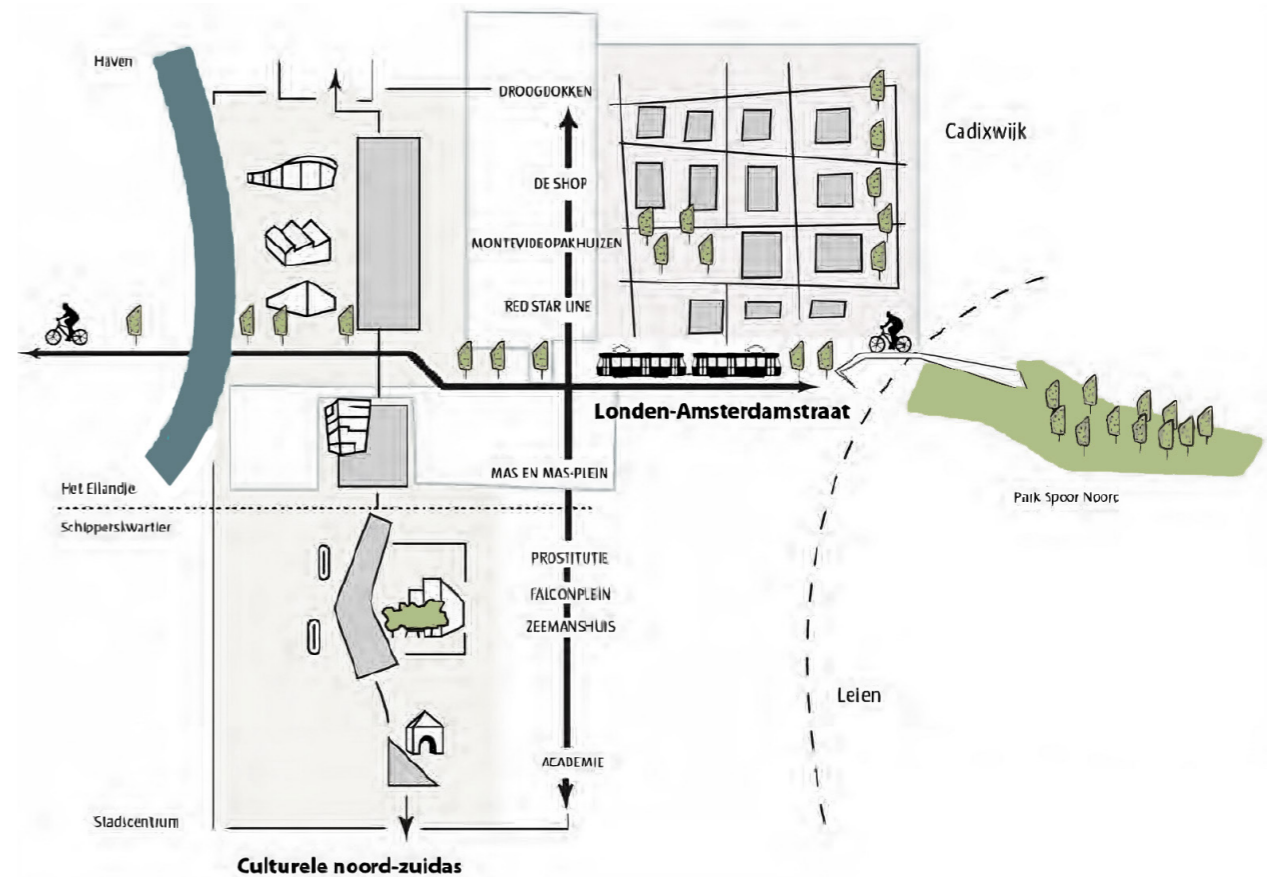 Haven
DROOGDOKKEN
Cadixwijk
DE SHOP
MONTEVIDEOPAKHUIZEN
RED STAR LINE
Londen-Amsterdamstraat
MAS EN MAS-PLEIN
Het Eilandje
Schipperskwartier
Park Spoor Noord
PROSTITUTIE
FALCONPLEIN
ZEEMANSHUIS
Leien
ACADEMIE
Stadscentrum
Culturele noord-zuidas